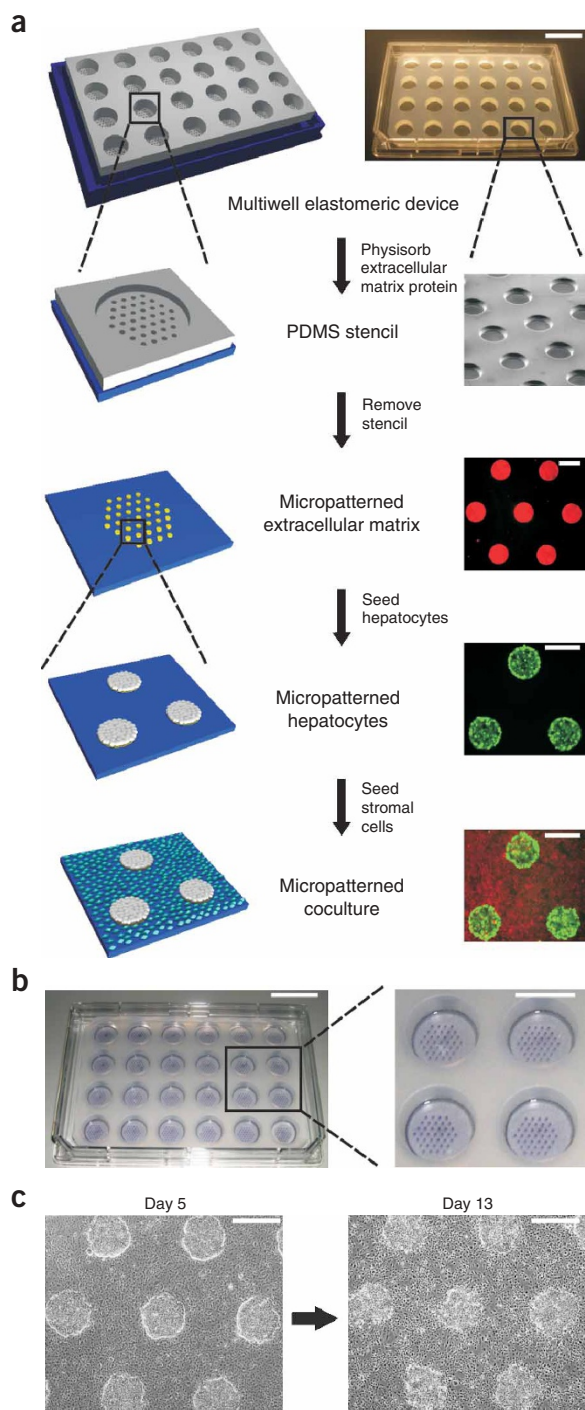 a
Multiwell elastomeric device
Physisorb
extracellular
matrix protein
PDMS stencil
Remove
stencil
Micropatterned
extracellular matrix
Seed
hepatocytes
Micropatterned
hepatocytes
Seed
stromal
cells
Micropatterned
coculture
b
c
Day 5
Day 13